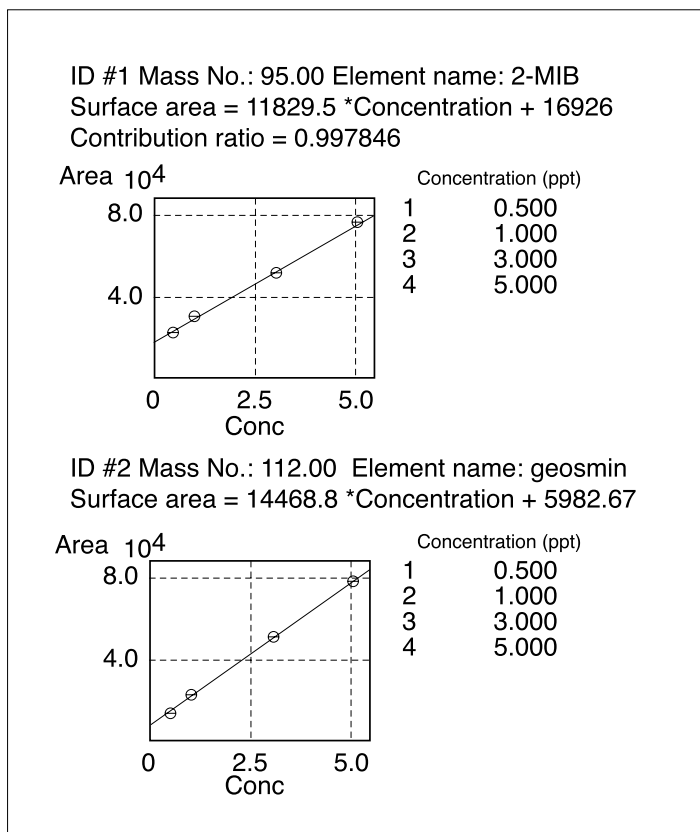 ID #1 Mass No.: 95.00 Element name: 2-MIB
Surface area = 11829.5 *Concentration + 16926
Contribution ratio = 0.997846
Area 10⁴
8.0
4.0
0 2.5 5.0
Conc
Concentration (ppt)
1 0.500
2 1.000
3 3.000
4 5.000
ID #2 Mass No.: 112.00 Element name: geosmin
Surface area = 14468.8 *Concentration + 5982.67
Area 10⁴
8.0
4.0
0 2.5 5.0
Conc
Concentration (ppt)
1 0.500
2 1.000
3 3.000
4 5.000